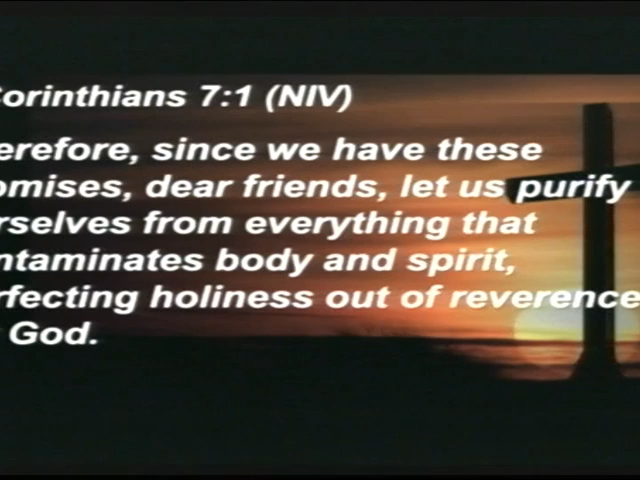 Corinthians 7:1 (NIV)
erefore, since we have these
omises, dear friends, let us purify
rselves from everything that
ntaminates body and spirit,
rfecting holiness out of reverence
God.